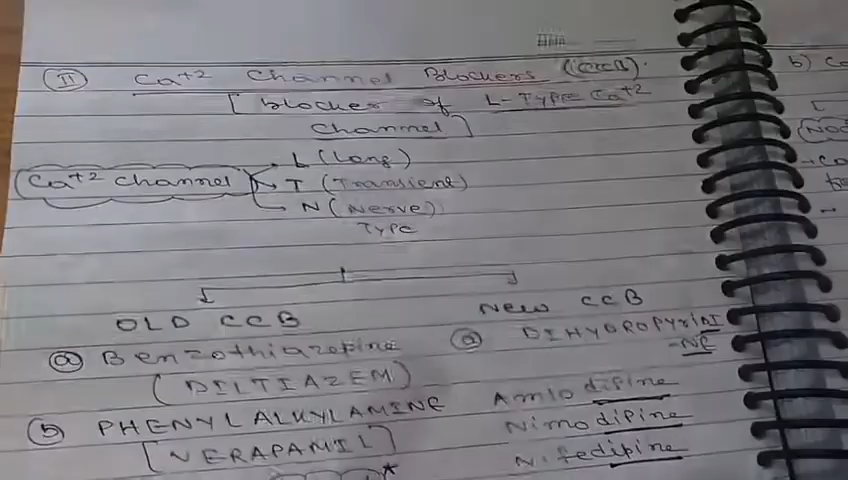 II Ca+2 Channel Blockers (CCB).
[Blocker of L-Type Ca+2
Channel]
Ca+2 channel
L (Long)
T (Transient)
N (Nerve)
Type
OLD CCB
a Benzothiazepine
(DILTIAZEM)
b PHENYLALKYLAMINE
[VERAPAMIL]
*
New CCB
a DIHYDROPYRIDI
-NE
Amlodipine
Nimodipine
Nifedipine
b)
L